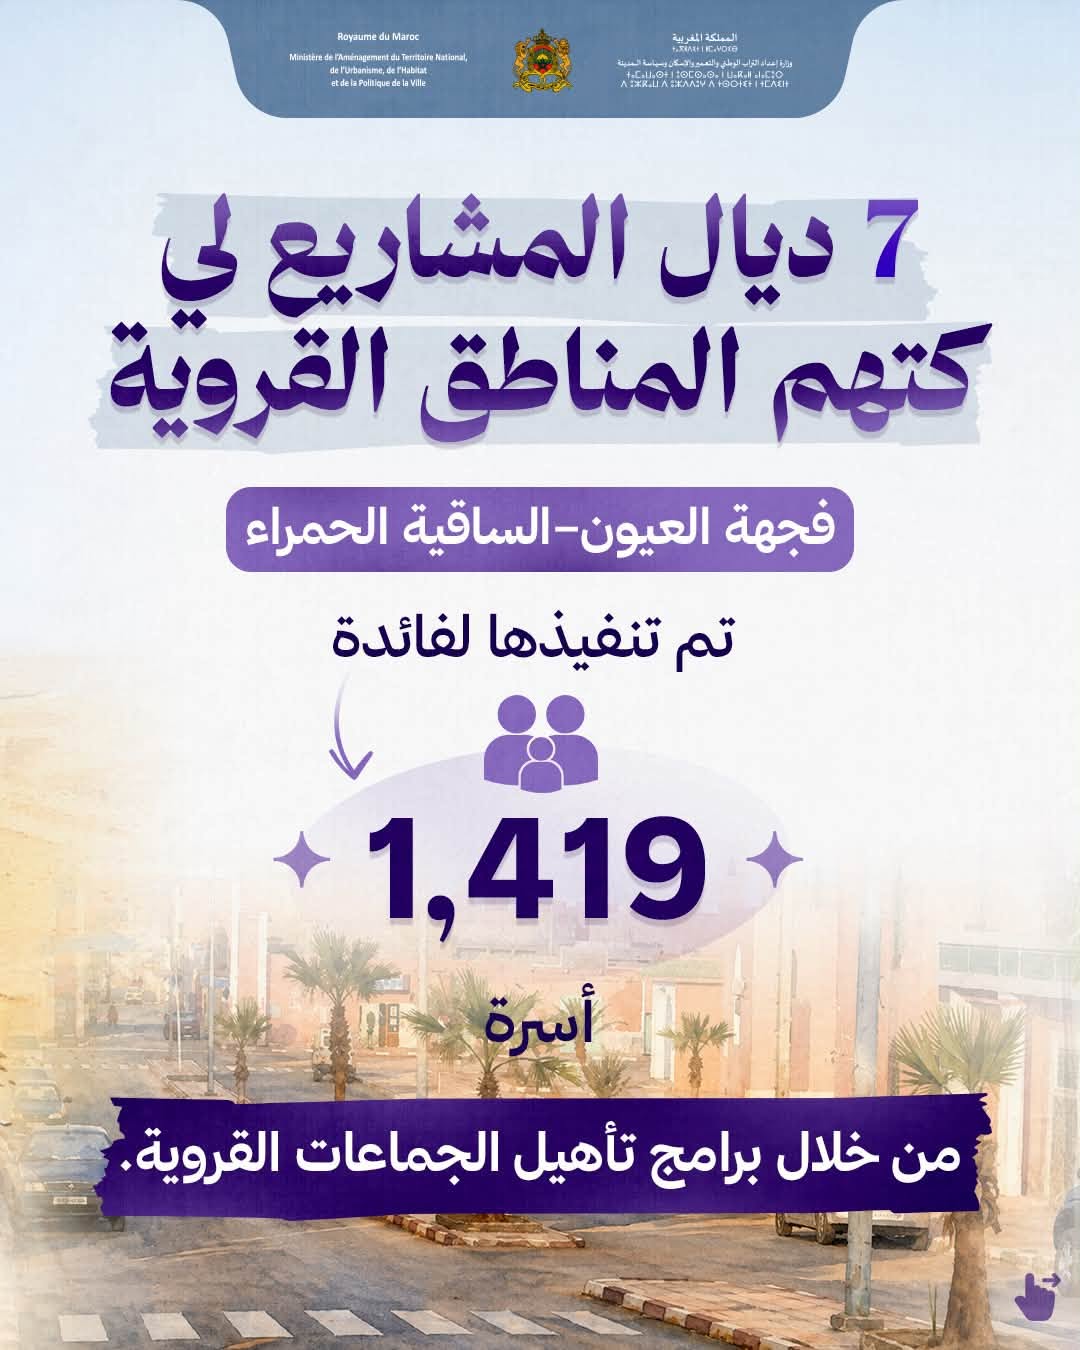 Royaume du Maroc
Ministère de l'Aménagement du Territoire National,
de l'Urbanisme, de l'Habitat
et de la Politique de la Ville
المملكة المغربية
ⵜⴰⴳⵍⴷⵉⵜ ⵏ ⵍⵎⵖⵔⵉⴱ
وزارة إعداد التراب الوطني والتعمير والإسكان وسياسة المدينة
7 ديال المشاريع لي
كتهم المناطق القروية
فجهة العيون-الساقية الحمراء
تم تنفيذها لفائدة
1,419
أسرة
من خلال برامج تأهيل الجماعات القروية.